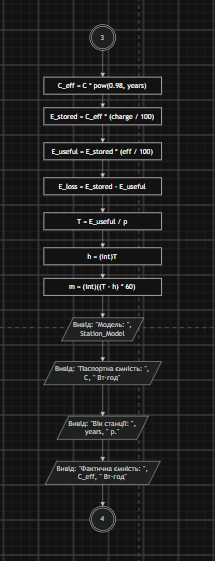 3
C_eff = C * pow(0.98, years)
E_stored = C_eff * (charge / 100)
E_useful = E_stored * (eff / 100)
E_loss = E_stored - E_useful
T = E_useful / p
h = (int)T
m = (int)((T - h) * 60)
Вивід: "Модель: ",
Station_Model
Вивід: "Паспортна ємність: ",
C, " Вт·год"
Вивід: "Вік станції: ",
years, " р."
Вивід: "Фактична ємність: ",
C_eff, " Вт·год"
4